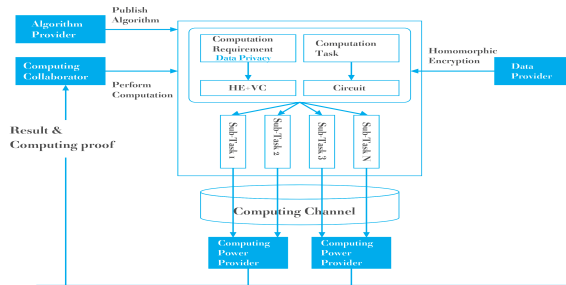 Publish
Algorithm
Algorithm
Provider
Computing
Collaborator
Perform
Computation
Computation
Requirement
Data Privacy
Computation
Task
HE+VC
Circuit
Homomorphic
Encryption
Data
Provider
Result &
Computing proof
Sub-Task 1
Sub-Task 2
Sub-Task 3
Sub-Task N
Computing Channel
Computing
Power
Provider
Computing
Power
Provider